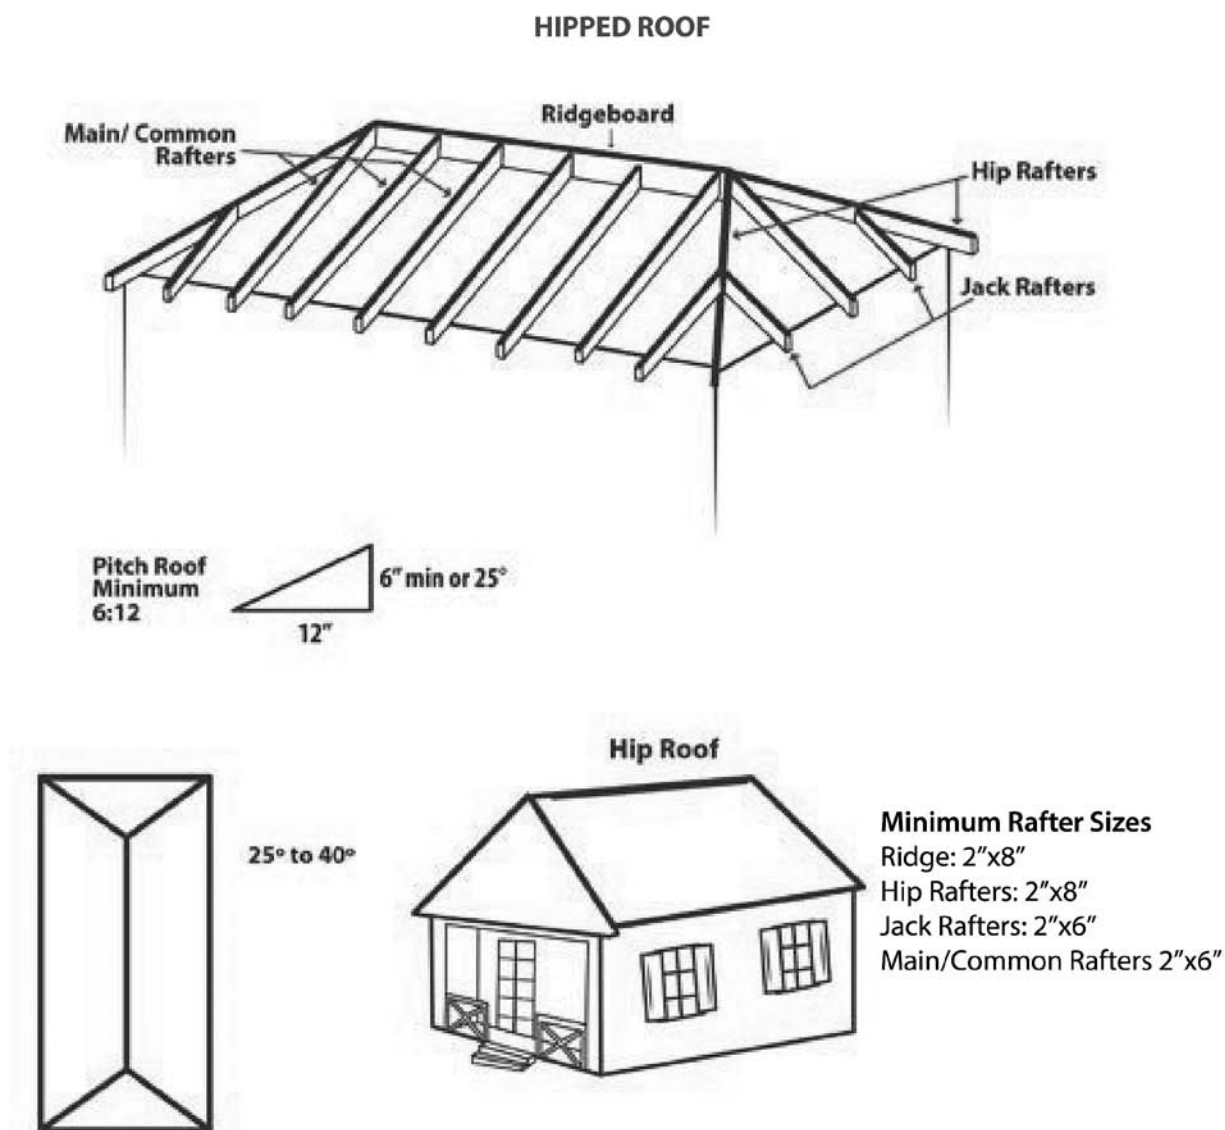 HIPPED ROOF
Ridgeboard
Main/ Common
Rafters
Hip Rafters
Jack Rafters
Pitch Roof
Minimum
6:12
6" min or 25°
12"
Hip Roof
25º to 40º
Minimum Rafter Sizes
Ridge: 2"x8"
Hip Rafters: 2"x8"
Jack Rafters: 2"x6"
Main/Common Rafters 2"x6"